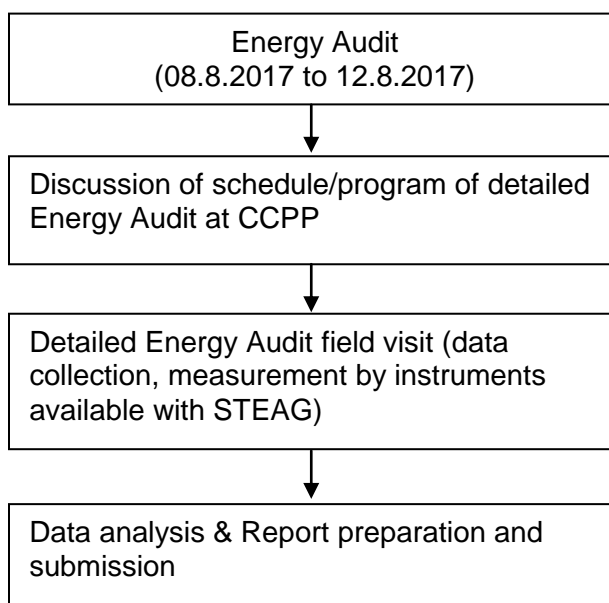 Energy Audit
(08.8.2017 to 12.8.2017)
Discussion of schedule/program of detailed
Energy Audit at CCPP
Detailed Energy Audit field visit (data
collection, measurement by instruments
available with STEAG)
Data analysis & Report preparation and
submission